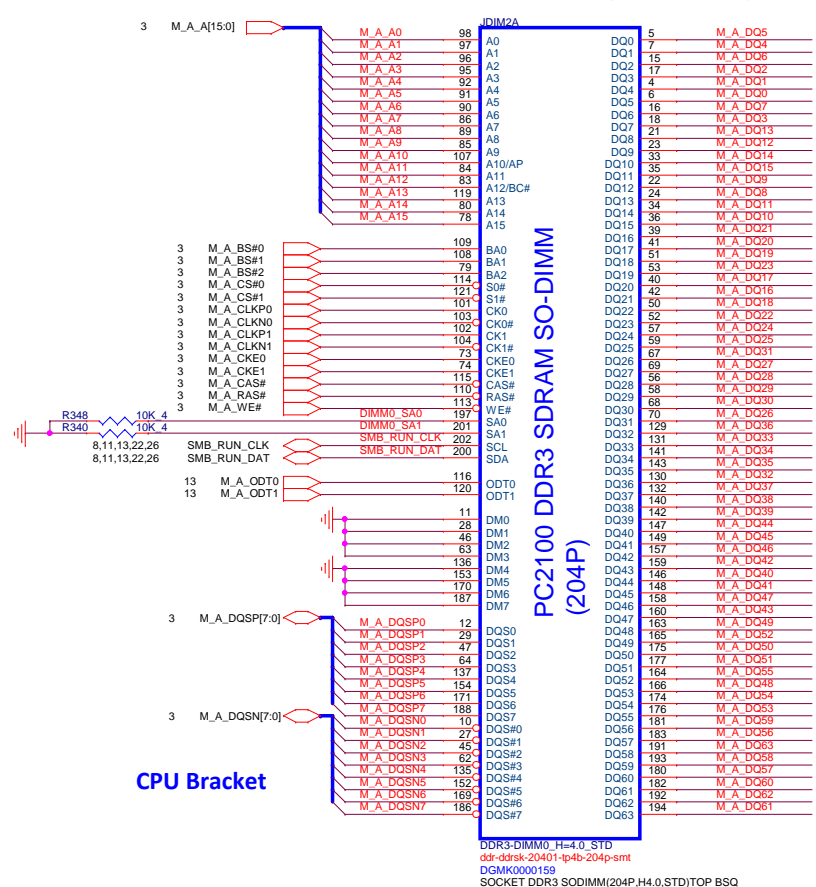 JDIM2A
3 M_A_A[15:0]
M_A_A0 98 A0
M_A_A1 97 A1
M_A_A2 96 A2
M_A_A3 95 A3
M_A_A4 92 A4
M_A_A5 91 A5
M_A_A6 90 A6
M_A_A7 86 A7
M_A_A8 89 A8
M_A_A9 85 A9
M_A_A10 107 A10/AP
M_A_A11 84 A11
M_A_A12 83 A12/BC#
M_A_A13 119 A13
M_A_A14 80 A14
M_A_A15 78 A15
3 M_A_BS#0 109 BA0
3 M_A_BS#1 108 BA1
3 M_A_BS#2 79 BA2
3 M_A_CS#0 114 S0#
3 M_A_CS#1 121 S1#
3 M_A_CLKP0 101 CK0
3 M_A_CLKN0 103 CK0#
3 M_A_CLKP1 102 CK1
3 M_A_CLKN1 104 CK1#
3 M_A_CKE0 73 CKE0
3 M_A_CKE1 74 CKE1
3 M_A_CAS# 115 CAS#
3 M_A_RAS# 110 RAS#
3 M_A_WE# 113 WE#
R348 10K_4 DIMM0_SA0 197 SA0
R340 10K_4 DIMM0_SA1 201 SA1
8,11,13,22,26 SMB_RUN_CLK SMB_RUN_CLK 202 SCL
8,11,13,22,26 SMB_RUN_DAT SMB_RUN_DAT 200 SDA
13 M_A_ODT0 116 ODT0
13 M_A_ODT1 120 ODT1
11 DM0
28 DM1
46 DM2
63 DM3
136 DM4
153 DM5
170 DM6
187 DM7
3 M_A_DQSP[7:0]
M_A_DQSP0 12 DQS0
M_A_DQSP1 29 DQS1
M_A_DQSP2 47 DQS2
M_A_DQSP3 64 DQS3
M_A_DQSP4 137 DQS4
M_A_DQSP5 154 DQS5
M_A_DQSP6 171 DQS6
M_A_DQSP7 188 DQS7
3 M_A_DQSN[7:0]
M_A_DQSN0 10 DQS#0
M_A_DQSN1 27 DQS#1
M_A_DQSN2 45 DQS#2
M_A_DQSN3 62 DQS#3
M_A_DQSN4 135 DQS#4
M_A_DQSN5 152 DQS#5
M_A_DQSN6 169 DQS#6
M_A_DQSN7 186 DQS#7
CPU Bracket
PC2100 DDR3 SDRAM SO-DIMM
(204P)
DQ0 5 M_A_DQ5
DQ1 7 M_A_DQ4
DQ2 15 M_A_DQ6
DQ3 17 M_A_DQ2
DQ4 4 M_A_DQ1
DQ5 6 M_A_DQ0
DQ6 16 M_A_DQ7
DQ7 18 M_A_DQ3
DQ8 21 M_A_DQ13
DQ9 23 M_A_DQ12
DQ10 33 M_A_DQ14
DQ11 35 M_A_DQ15
DQ12 22 M_A_DQ9
DQ13 24 M_A_DQ8
DQ14 34 M_A_DQ11
DQ15 36 M_A_DQ10
DQ16 39 M_A_DQ21
DQ17 41 M_A_DQ20
DQ18 51 M_A_DQ19
DQ19 53 M_A_DQ23
DQ20 40 M_A_DQ17
DQ21 42 M_A_DQ16
DQ22 50 M_A_DQ18
DQ23 52 M_A_DQ22
DQ24 57 M_A_DQ24
DQ25 59 M_A_DQ25
DQ26 67 M_A_DQ31
DQ27 69 M_A_DQ27
DQ28 56 M_A_DQ28
DQ29 58 M_A_DQ29
DQ30 68 M_A_DQ30
DQ31 70 M_A_DQ26
DQ32 129 M_A_DQ36
DQ33 131 M_A_DQ33
DQ34 141 M_A_DQ34
DQ35 143 M_A_DQ35
DQ36 130 M_A_DQ32
DQ37 132 M_A_DQ37
DQ38 140 M_A_DQ38
DQ39 142 M_A_DQ39
DQ40 147 M_A_DQ44
DQ41 149 M_A_DQ45
DQ42 157 M_A_DQ46
DQ43 159 M_A_DQ42
DQ44 146 M_A_DQ40
DQ45 148 M_A_DQ41
DQ46 158 M_A_DQ47
DQ47 160 M_A_DQ43
DQ48 163 M_A_DQ49
DQ49 165 M_A_DQ52
DQ50 175 M_A_DQ50
DQ51 177 M_A_DQ51
DQ52 164 M_A_DQ55
DQ53 166 M_A_DQ48
DQ54 174 M_A_DQ54
DQ55 176 M_A_DQ53
DQ56 181 M_A_DQ59
DQ57 183 M_A_DQ56
DQ58 191 M_A_DQ63
DQ59 193 M_A_DQ58
DQ60 180 M_A_DQ57
DQ61 182 M_A_DQ60
DQ62 192 M_A_DQ62
DQ63 194 M_A_DQ61
DDR3-DIMM0_H=4.0_STD
ddr-ddrsk-20401-tp4b-204p-smt
DGMK0000159
SOCKET DDR3 SODIMM(204P,H4.0,STD)TOP BSQ